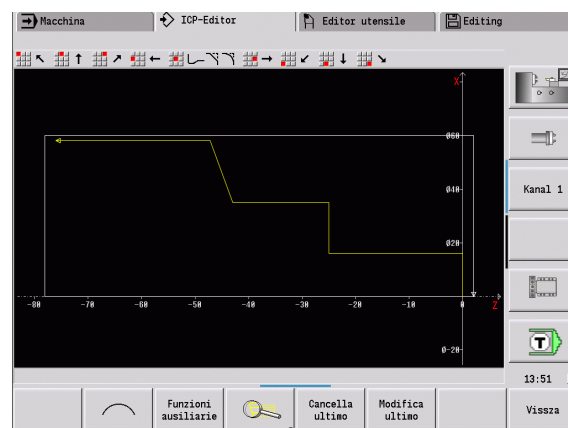 Macchina ICP-Editor Editor utensile Editing
X
Ø60
Ø40
Kanal 1
Ø20
-80 -70 -60 -50 -40 -30 -20 -10 0 Z
T
Ø-20
13:51
Funzioni ausiliarie
Cancella ultimo
Modifica ultimo
Vissza